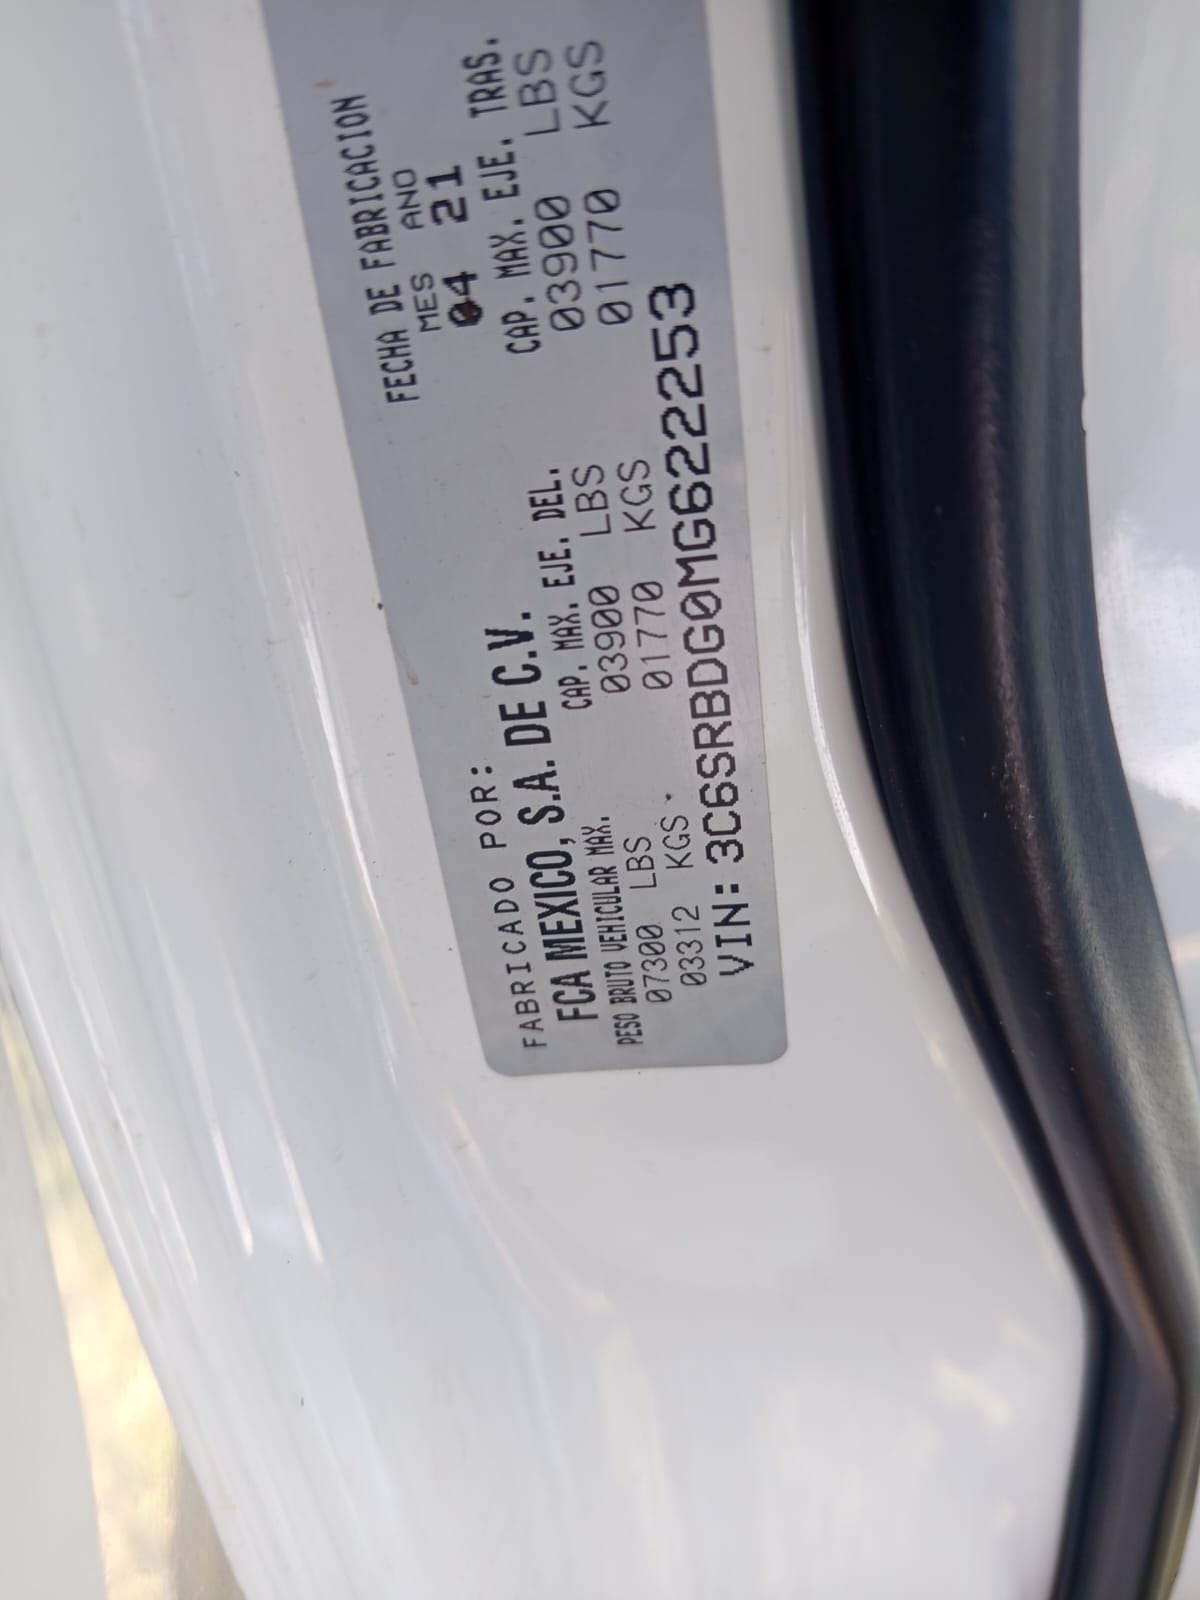 FECHA DE FABRICACION
MES ANO
04 21
FABRICADO POR:
FCA MEXICO, S.A. DE C.V.
PESO BRUTO VEHICULAR MAX. CAP. MAX. EJE. DEL. CAP. MAX. EJE. TRAS.
07300 LBS 03900 LBS 03900 LBS
03312 KGS 01770 KGS 01770 KGS
VIN: 3C6SRBDG0MG622253